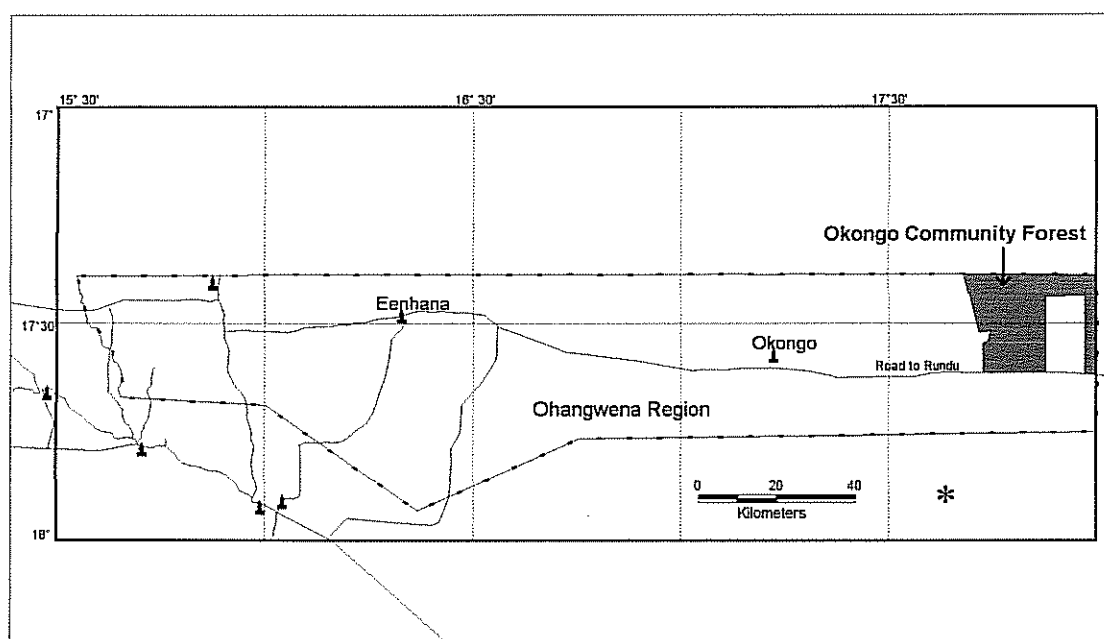 15° 30'
16° 30'
17°30'
17°
Okongo Community Forest
Eenhana
17°30
Okongo
Road to Rundu
Ohangwena Region
0 20 40
Kilometers
*
18°